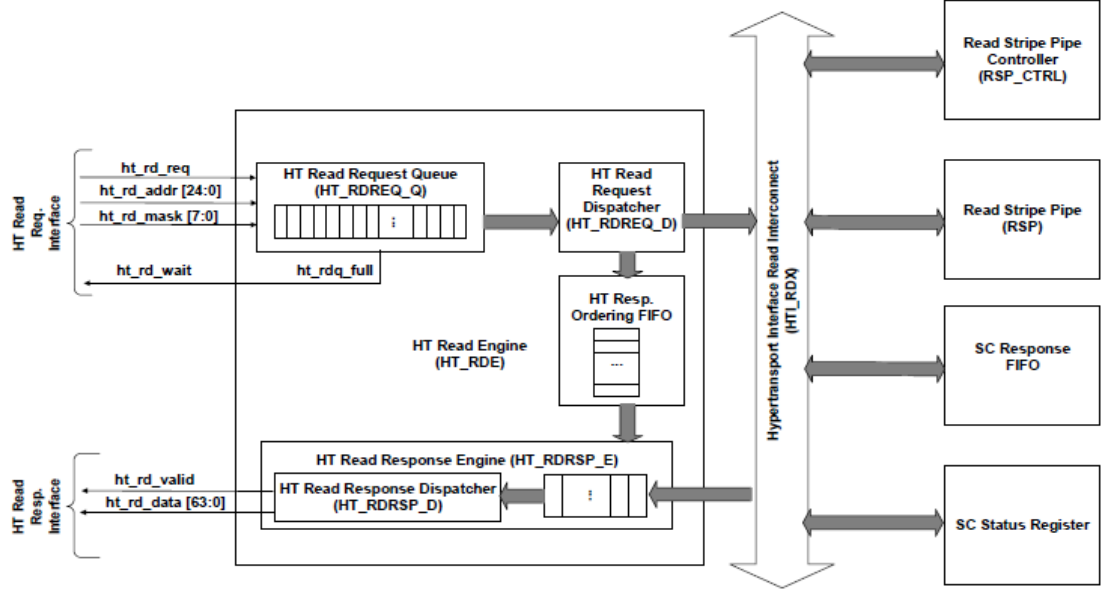 HT Read
Req.
Interface
ht_rd_req
ht_rd_addr [24:0]
ht_rd_mask [7:0]
ht_rd_wait
ht_rdq_full
HT Read Request Queue
(HT_RDREQ_Q)
...
HT Read
Request
Dispatcher
(HT_RDREQ_D)
HT Resp.
Ordering FIFO
...
HT Read Engine
(HT_RDE)
HT Read Response Engine (HT_RDRSP_E)
HT Read Response Dispatcher
(HT_RDRSP_D)
...
HT Read
Resp.
Interface
ht_rd_valid
ht_rd_data [63:0]
Hypertransport Interface Read Interconnect
(HTI_RDX)
Read Stripe Pipe
Controller
(RSP_CTRL)
Read Stripe Pipe
(RSP)
SC Response
FIFO
SC Status Register